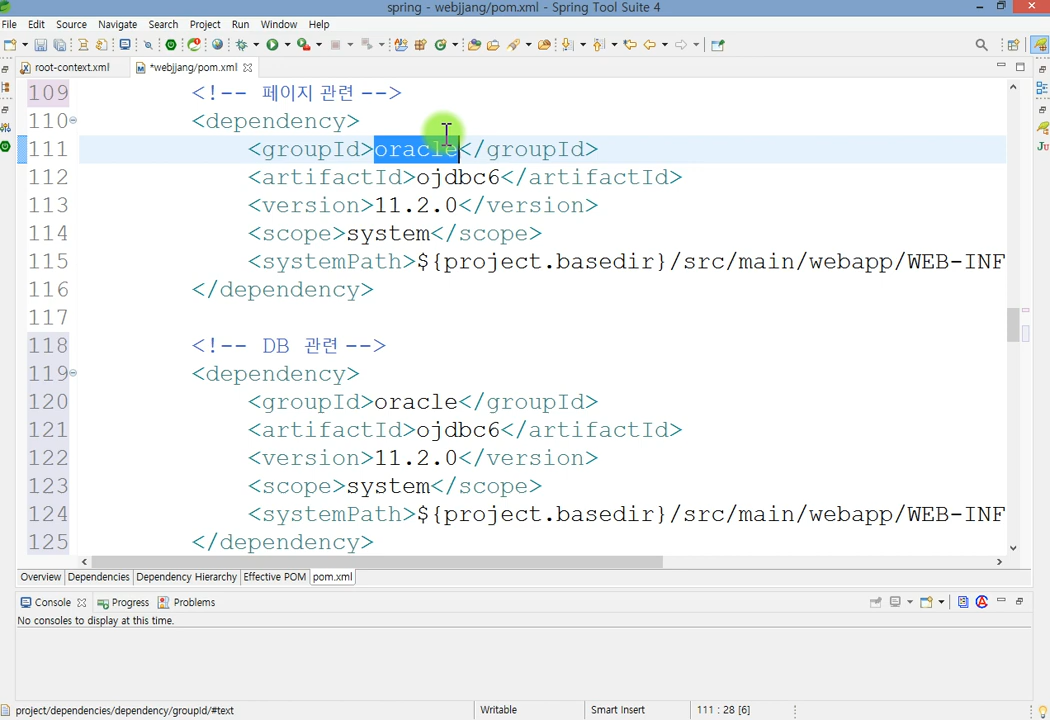 spring - webjjang/pom.xml - Spring Tool Suite 4
File Edit Source Navigate Search Project Run Window Help
root-context.xml *webjjang/pom.xml
109 <!-- 페이지 관련 -->
110 <dependency>
111 <groupId>oracle</groupId>
112 <artifactId>ojdbc6</artifactId>
113 <version>11.2.0</version>
114 <scope>system</scope>
115 <systemPath>${project.basedir}/src/main/webapp/WEB-INF
116 </dependency>
117
118 <!-- DB 관련 -->
119 <dependency>
120 <groupId>oracle</groupId>
121 <artifactId>ojdbc6</artifactId>
122 <version>11.2.0</version>
123 <scope>system</scope>
124 <systemPath>${project.basedir}/src/main/webapp/WEB-INF
125 </dependency>
Overview Dependencies Dependency Hierarchy Effective POM pom.xml
Console Progress Problems
No consoles to display at this time.
project/dependencies/dependency/groupId/#text Writable Smart Insert 111 : 28 [6]